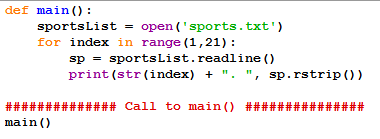 def main():
    sportsList = open('sports.txt')
    for index in range(1,21):
        sp = sportsList.readline()
        print(str(index) + ". ", sp.rstrip())
############## Call to main() ###############
main()